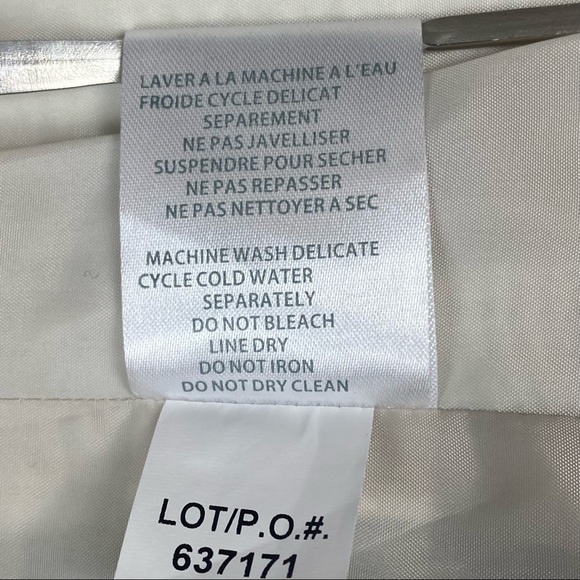 LAVER A LA MACHINE A L'EAU
FROIDE CYCLE DELICAT
SEPAREMENT
NE PAS JAVELLISER
SUSPENDRE POUR SECHER
NE PAS REPASSER
NE PAS NETTOYER A SEC
MACHINE WASH DELICATE
CYCLE COLD WATER
SEPARATELY
DO NOT BLEACH
LINE DRY
DO NOT IRON
DO NOT DRY CLEAN
LOT/P.O.#.
637171